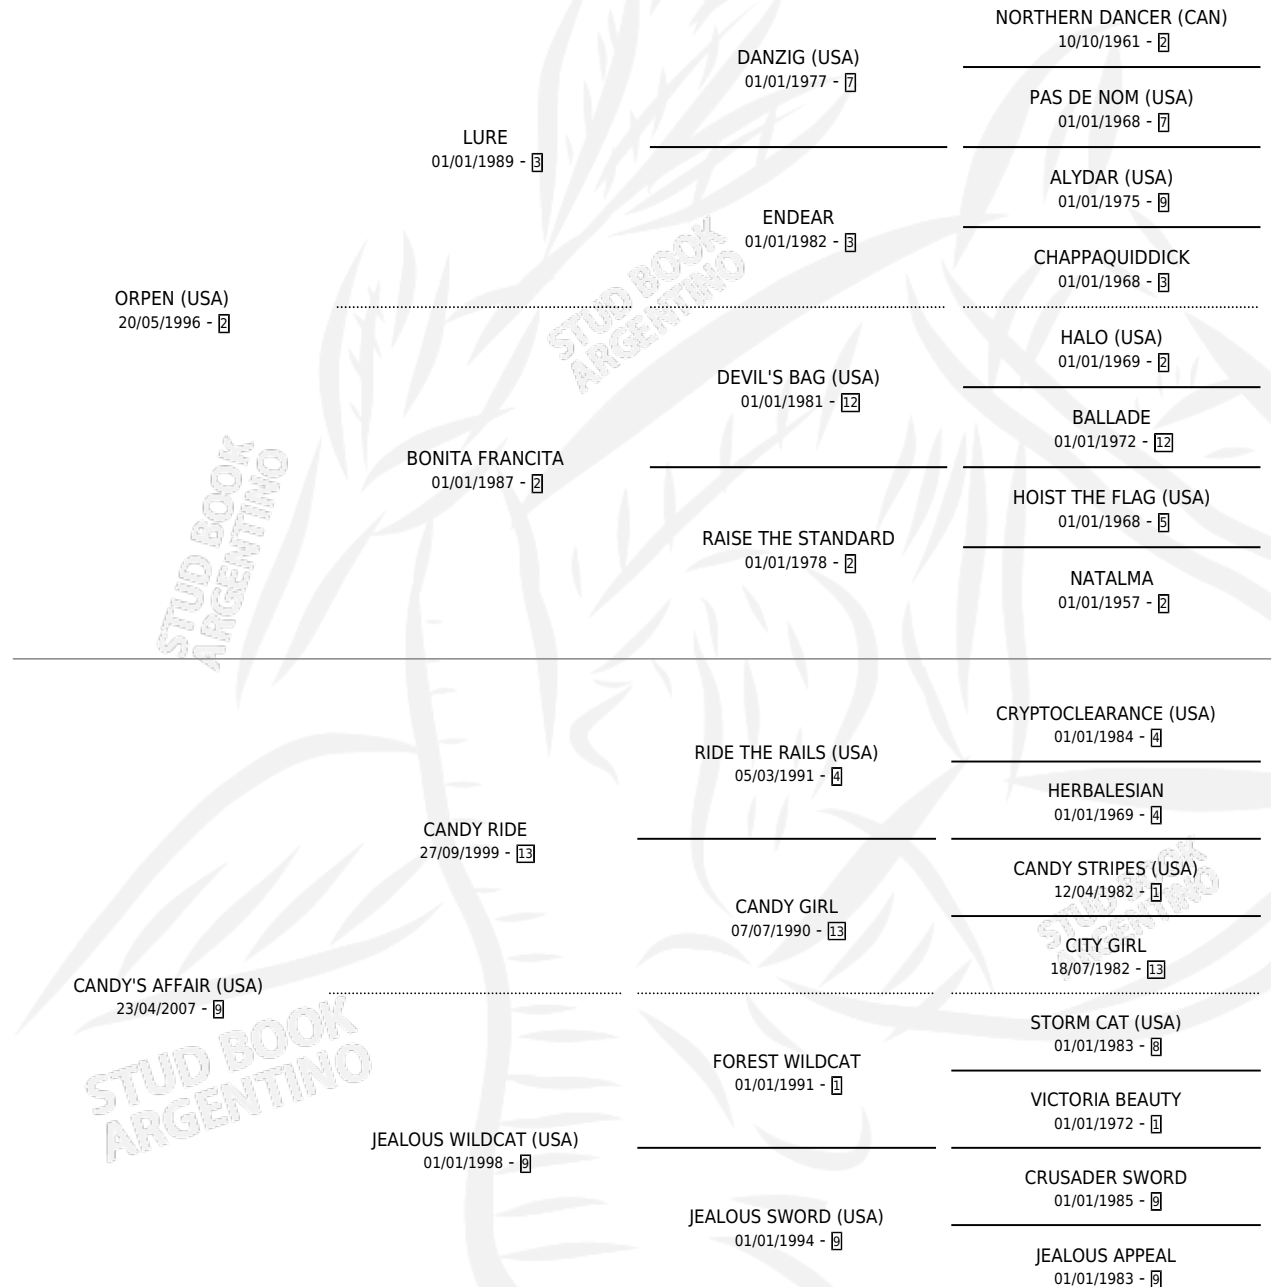 NORTHERN DANCER (CAN)
10/10/1961 - 2
DANZIG (USA)
01/01/1977 - 7
PAS DE NOM (USA)
01/01/1968 - 7
LURE
01/01/1989 - 3
ALYDAR (USA)
01/01/1975 - 9
ENDEAR
01/01/1982 - 3
CHAPPAQUIDDICK
01/01/1968 - 3
ORPEN (USA)
20/05/1996 - 2
HALO (USA)
01/01/1969 - 2
DEVIL'S BAG (USA)
01/01/1981 - 12
BALLADE
01/01/1972 - 12
BONITA FRANCITA
01/01/1987 - 2
HOIST THE FLAG (USA)
01/01/1968 - 5
RAISE THE STANDARD
01/01/1978 - 2
NATALMA
01/01/1957 - 2
CRYPTOCLEARANCE (USA)
01/01/1984 - 4
RIDE THE RAILS (USA)
05/03/1991 - 4
HERBALESIAN
01/01/1969 - 4
CANDY RIDE
27/09/1999 - 13
CANDY STRIPES (USA)
12/04/1982 - 1
CANDY GIRL
07/07/1990 - 13
CITY GIRL
18/07/1982 - 13
CANDY'S AFFAIR (USA)
23/04/2007 - 9
STORM CAT (USA)
01/01/1983 - 8
FOREST WILDCAT
01/01/1991 - 1
VICTORIA BEAUTY
01/01/1972 - 1
JEALOUS WILDCAT (USA)
01/01/1998 - 9
CRUSADER SWORD
01/01/1985 - 9
JEALOUS SWORD (USA)
01/01/1994 - 9
JEALOUS APPEAL
01/01/1983 - 9
STUD BOOK
ARGENTINO
STUD BOOK
ARGENTINO
STUD BOOK
ARGENTINO
STUD BOOK
ARGENTINO